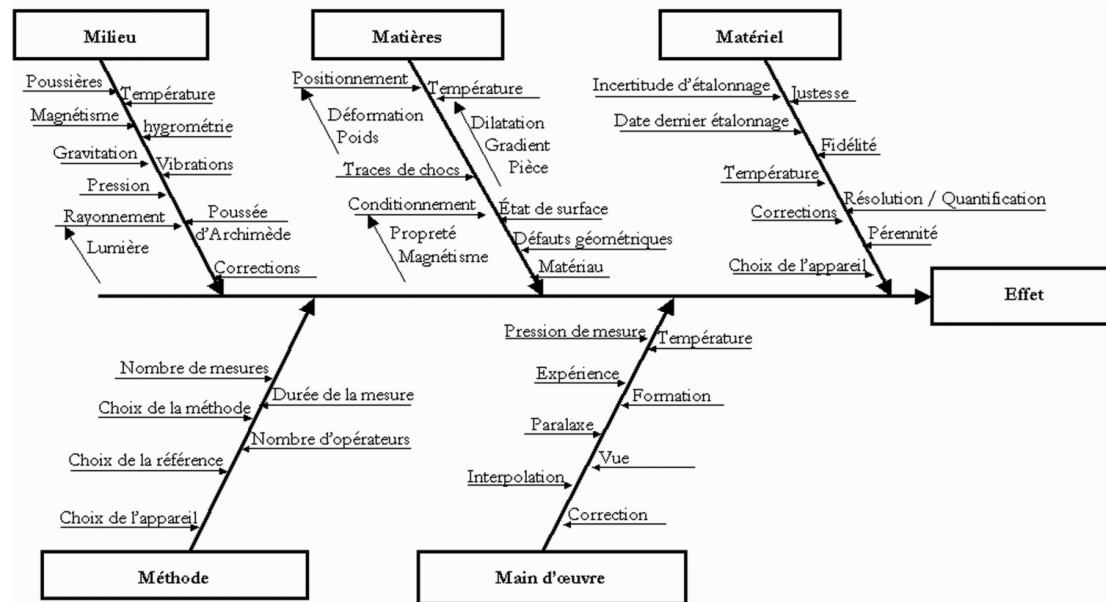 Milieu
Matières
Matériel
Poussières
Température
Magnétisme
hygrométrie
Gravitation
Vibrations
Pression
Rayonnement
Poussée
d'Archimède
Lumière
Corrections
Positionnement
Température
Déformation
Poids
Dilatation
Gradient
Pièce
Traces de chocs
Conditionnement
État de surface
Propreté
Magnétisme
Défauts géométriques
Matériau
Incertitude d'étalonnage
Justesse
Date dernier étalonnage
Fidélité
Température
Résolution / Quantification
Corrections
Pérennité
Choix de l'appareil
Effet
Nombre de mesures
Durée de la mesure
Choix de la méthode
Nombre d'opérateurs
Choix de la référence
Choix de l'appareil
Pression de mesure
Température
Expérience
Formation
Paralaxe
Vue
Interpolation
Correction
Méthode
Main d'œuvre